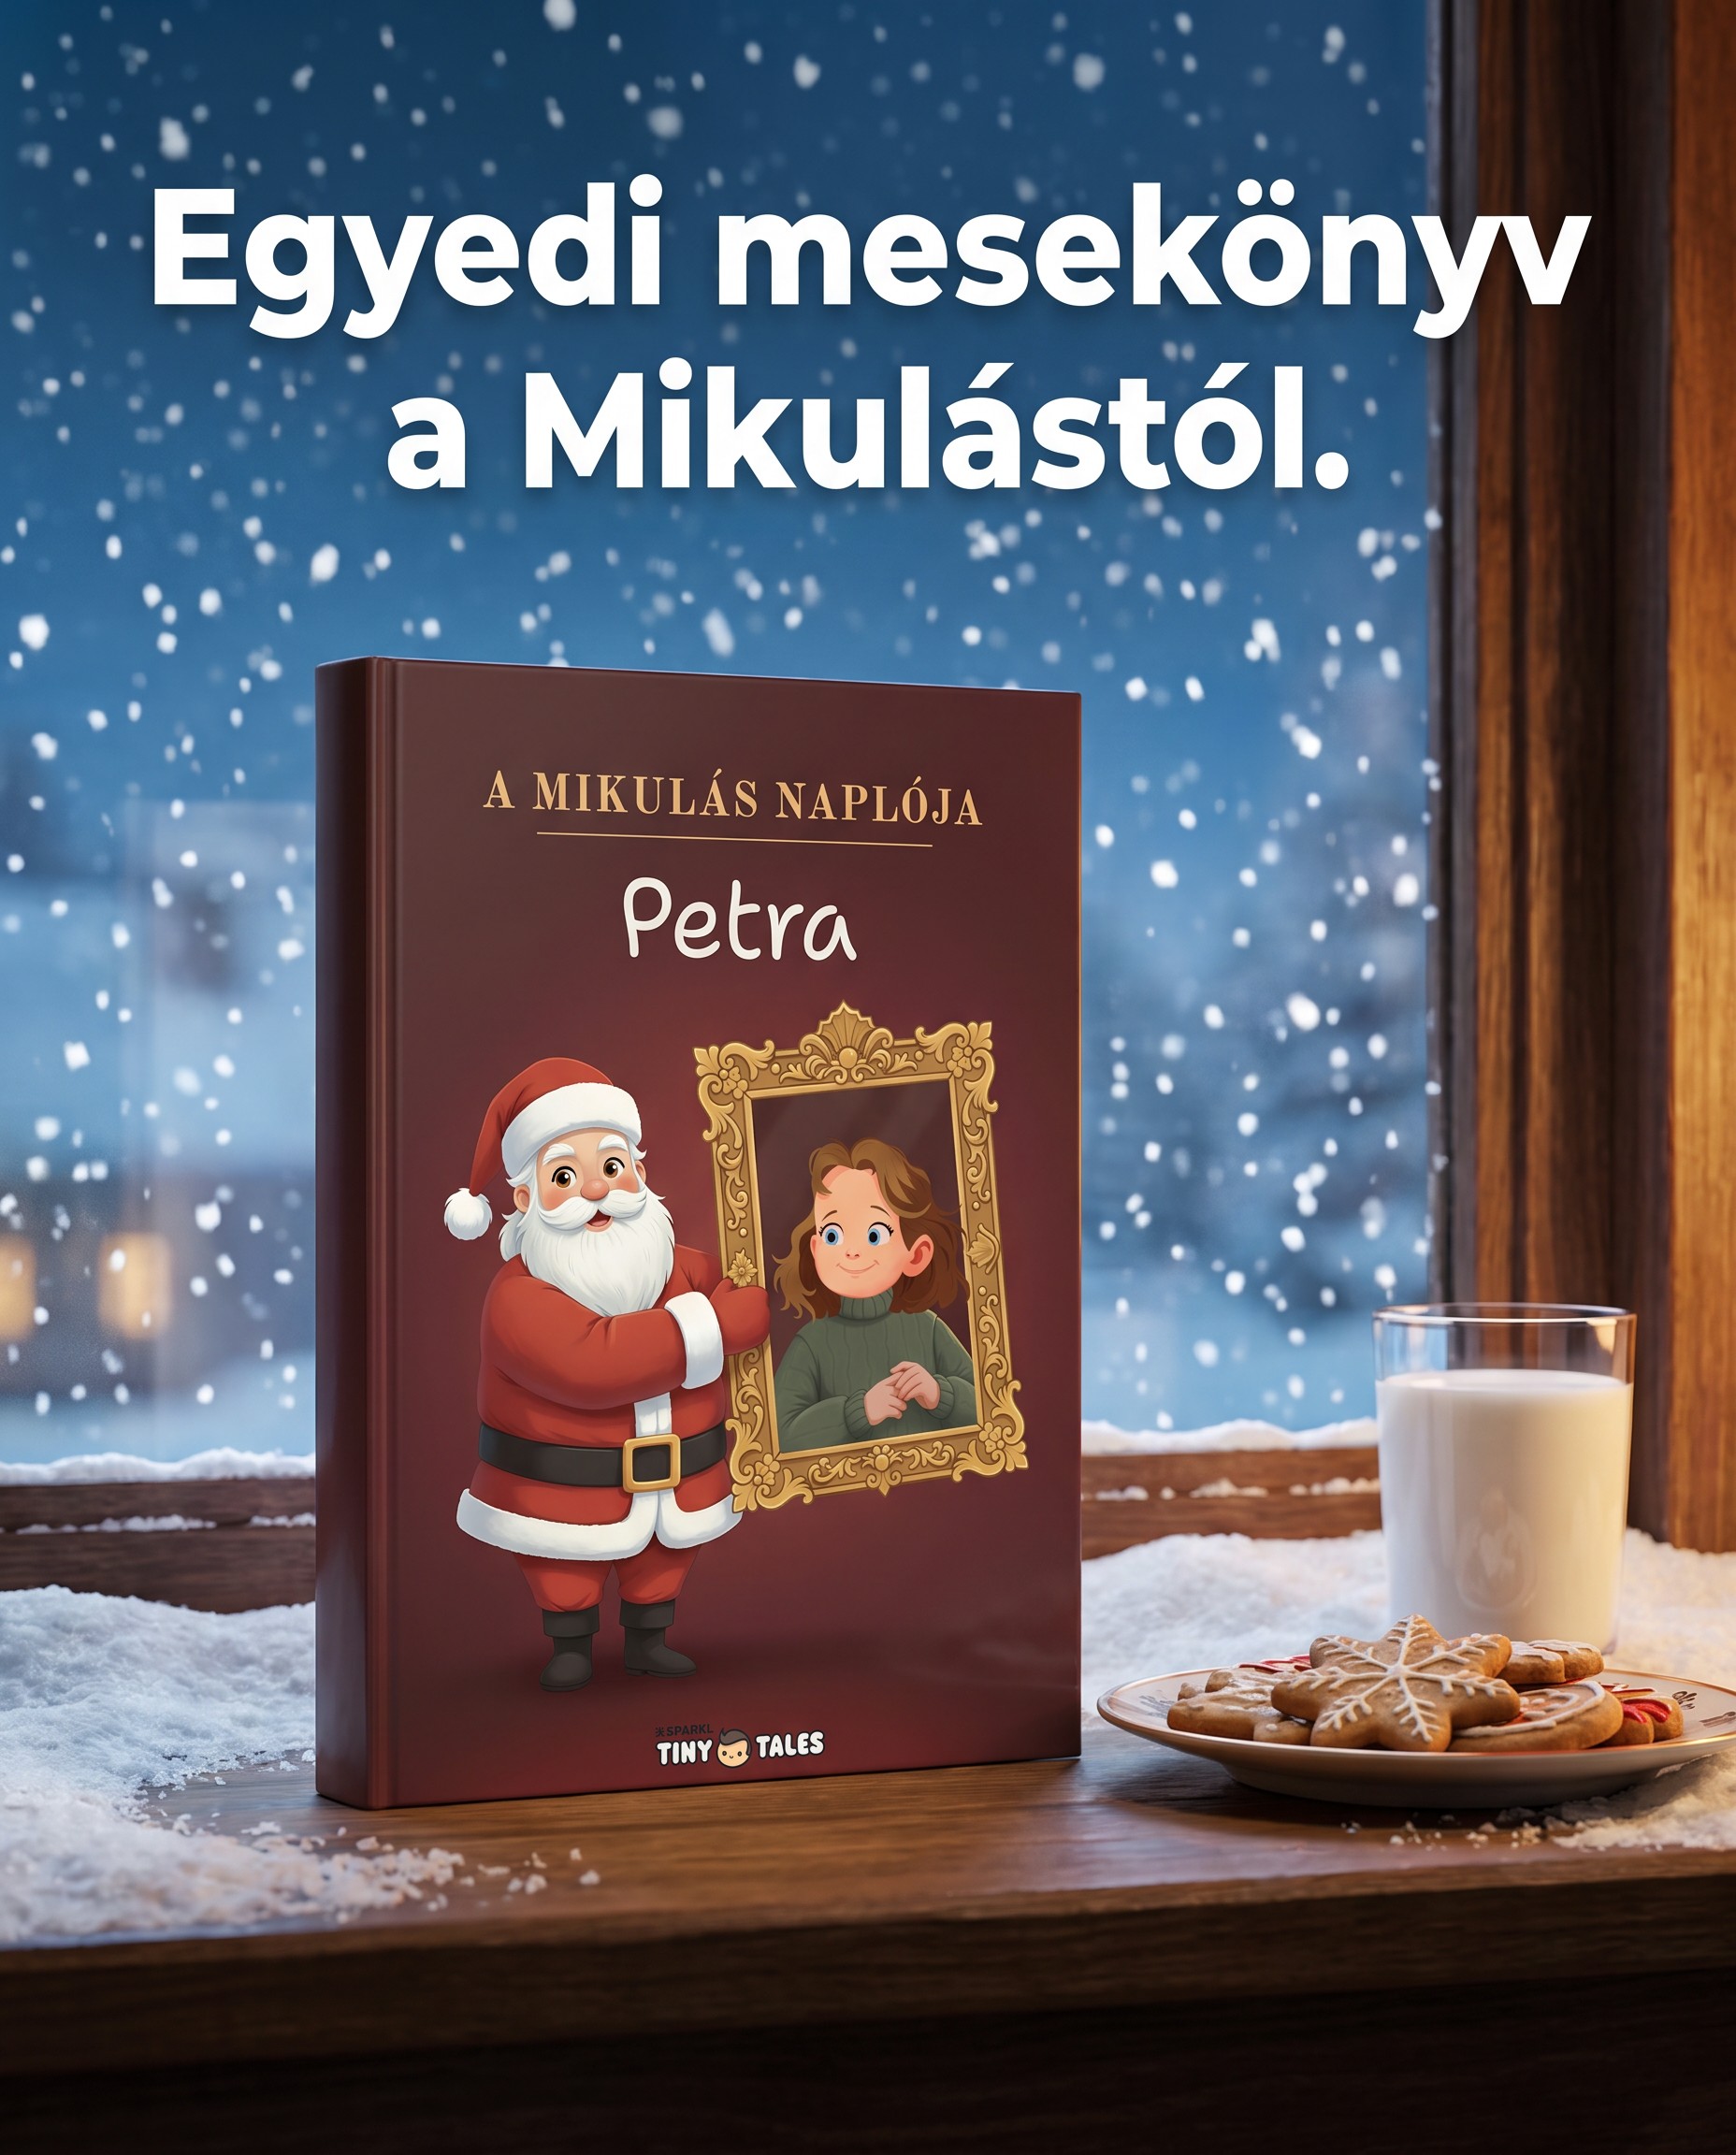 Egyedi mesekönyv
a Mikulástól.
A MIKULÁS NAPLÓJA
Petra
SPARKL
TINY TALES